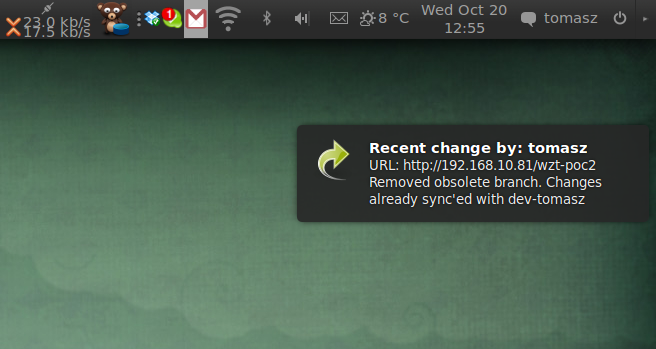 23.0 kb/s
17.5 kb/s
1
8 °C
Wed Oct 20
12:55
tomasz
Recent change by: tomasz
URL: http://192.168.10.81/wzt-poc2
Removed obsolete branch. Changes
already sync'ed with dev-tomasz